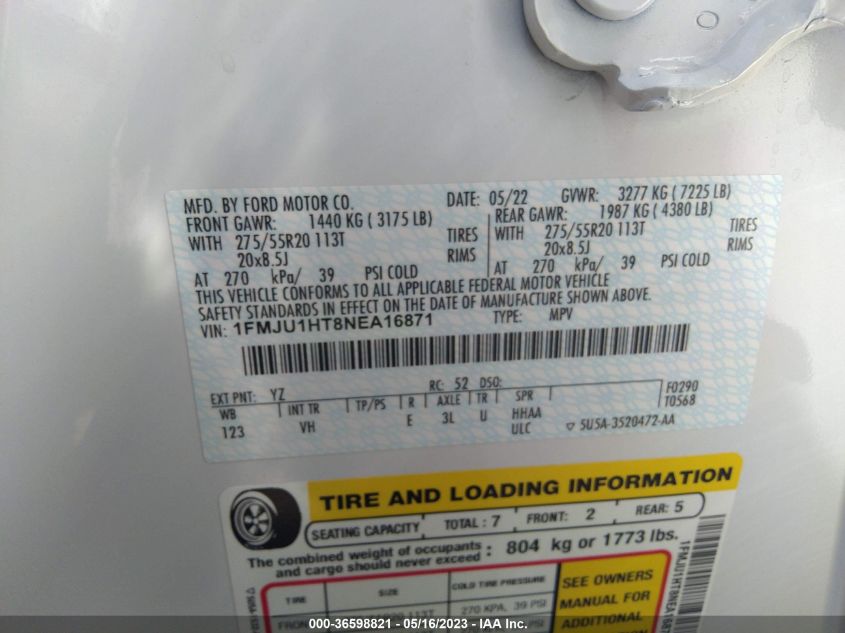 MFD. BY FORD MOTOR CO. DATE: 05/22 GVWR: 3277 KG ( 7225 LB)
FRONT GAWR: 1440 KG ( 3175 LB) REAR GAWR: 1987 KG ( 4380 LB)
WITH 275/55R20 113T TIRES WITH 275/55R20 113T TIRES
20x8.5J RIMS 20x8.5J RIMS
AT 270 kPa/ 39 PSI COLD AT 270 kPa/ 39 PSI COLD
THIS VEHICLE CONFORMS TO ALL APPLICABLE FEDERAL MOTOR VEHICLE
SAFETY STANDARDS IN EFFECT ON THE DATE OF MANUFACTURE SHOWN ABOVE.
VIN: 1FMJU1HT8NEA16871 TYPE: MPV
EXT PNT: YZ RC: 52 DSO: F0290
WB INT TR TP/PS R AXLE TR SPR T0568
123 VH E 3L U HHAA
ULC ▽ 5U5A-3520472-AA
TIRE AND LOADING INFORMATION
SEATING CAPACITY TOTAL : 7 FRONT: 2 REAR: 5
The combined weight of occupants : 804 kg or 1773 lbs.
and cargo should never exceed
TIRE SIZE COLD TIRE PRESSURE SEE OWNERS
FRON 113T 270 KPA, 39 PSI MANUAL FOR
ADDITIONAL
000-36598821 - 05/16/2023 - IAA Inc.